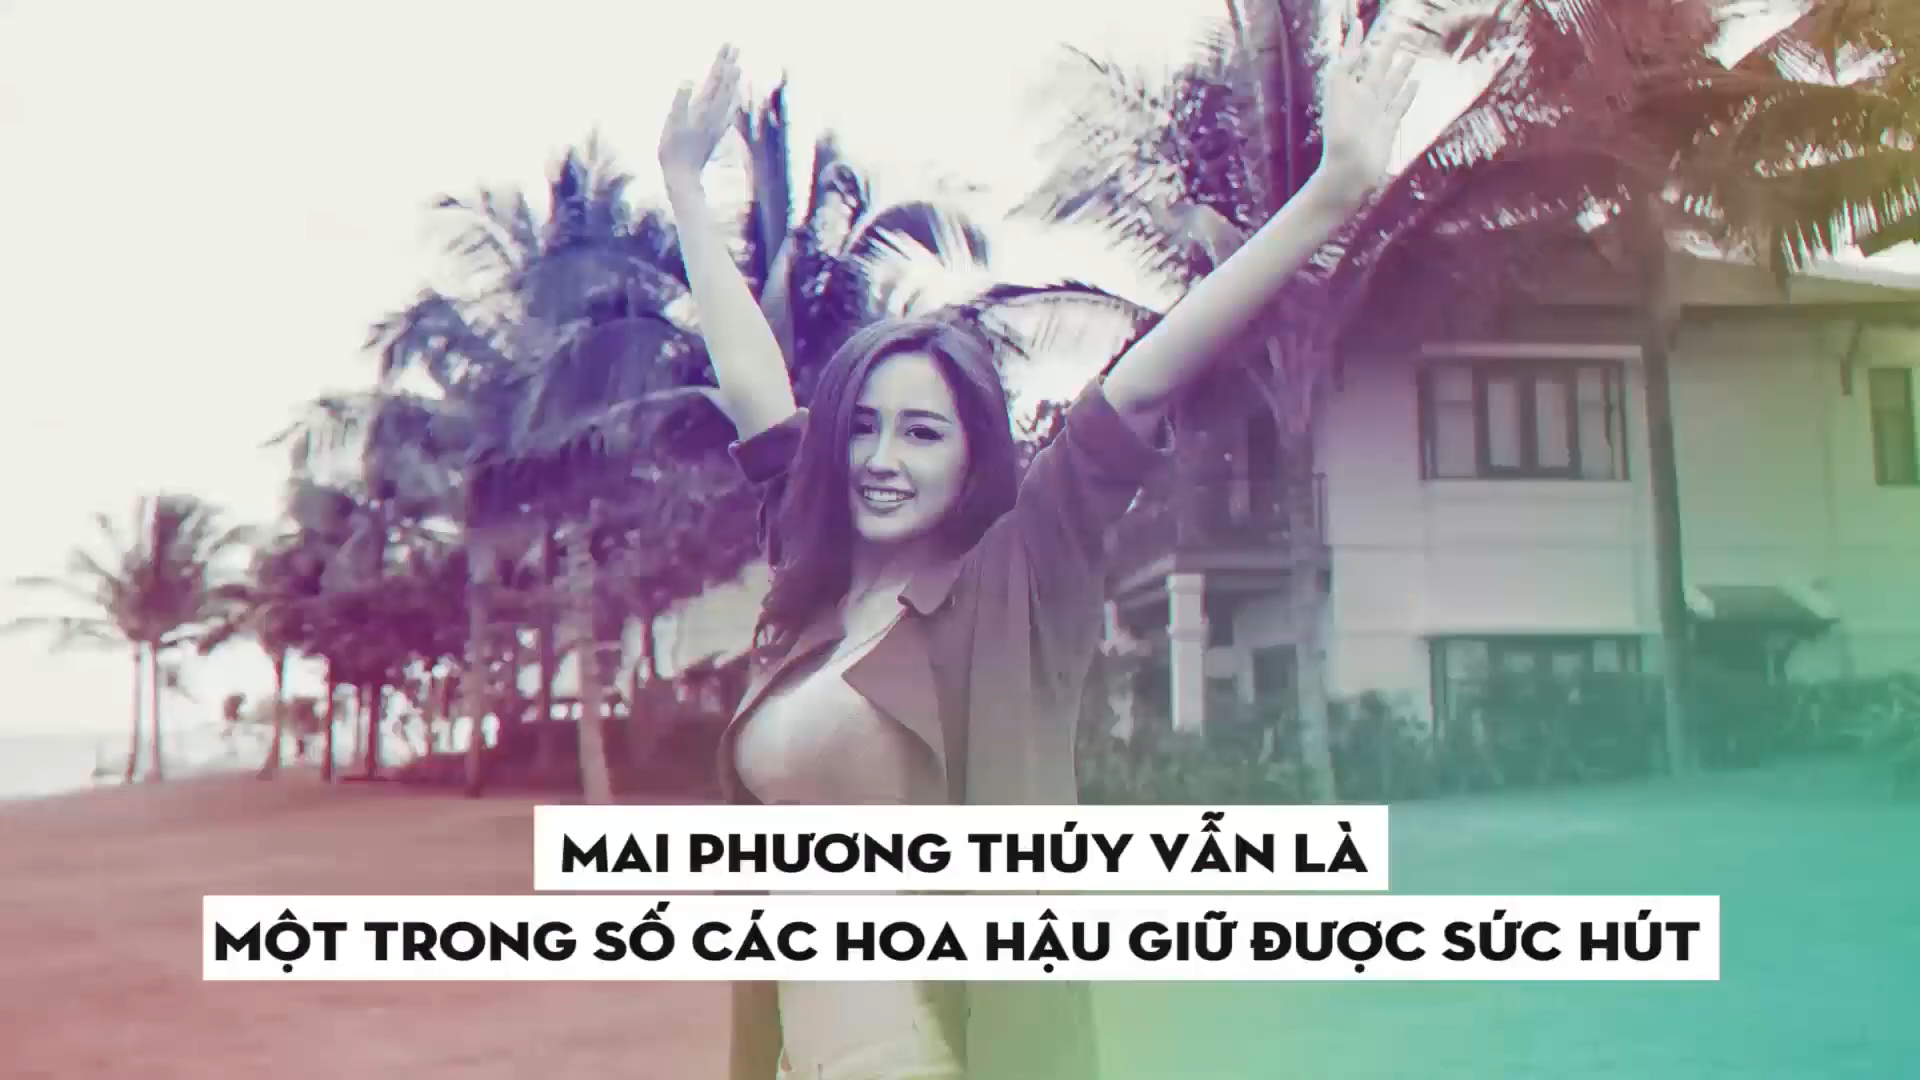 MAI PHƯƠNG THÚY VẪN LÀ
MỘT TRONG SỐ CÁC HOA HẬU GIỮ ĐƯỢC SỨC HÚT